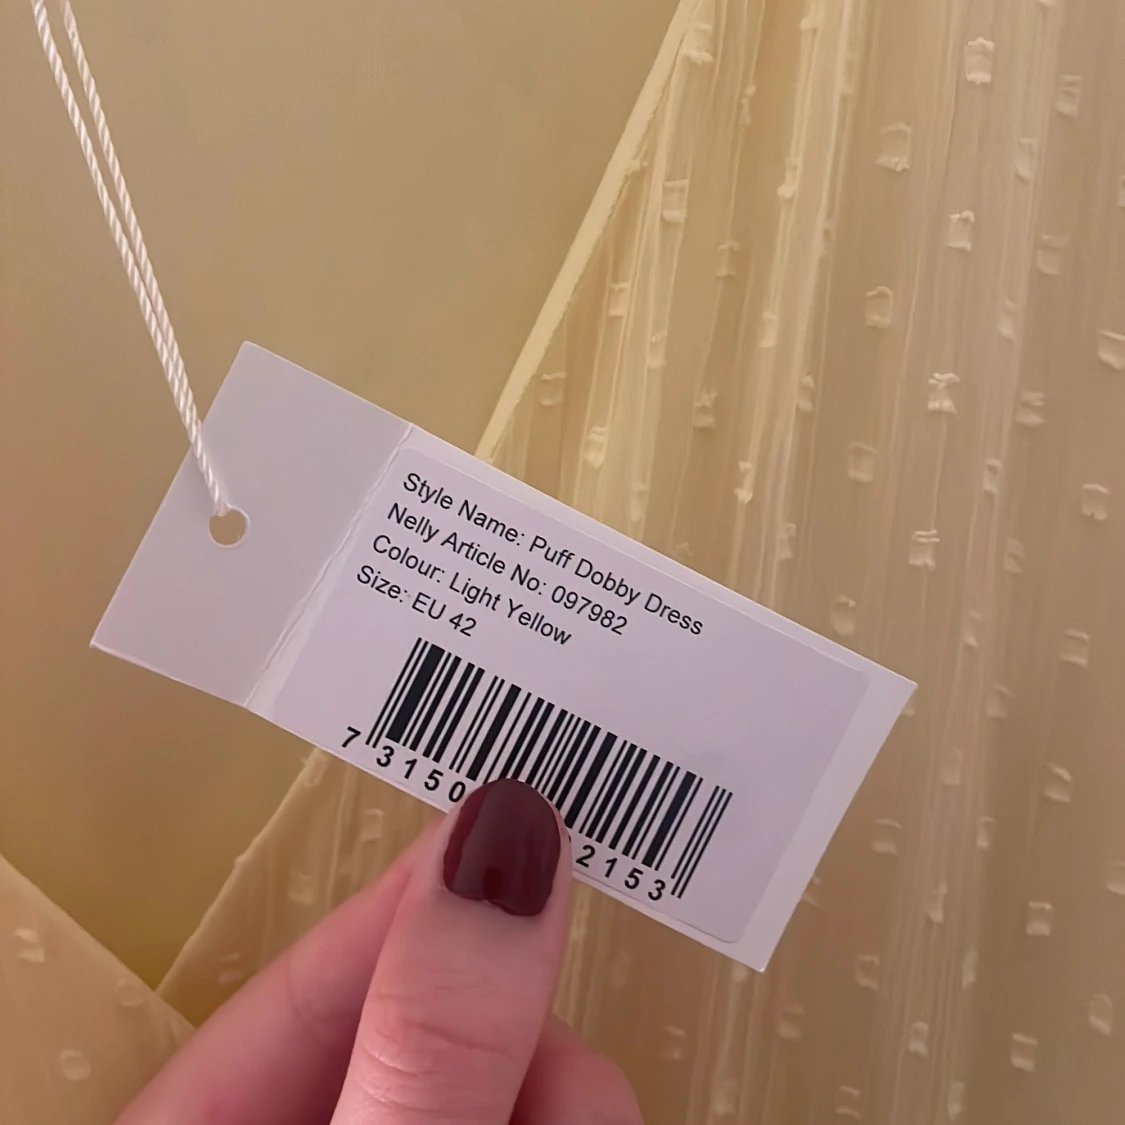 Style Name: Puff Dobby Dress
Nelly Article No: 097982
Colour: Light Yellow
Size: EU 42
7 3150 2153